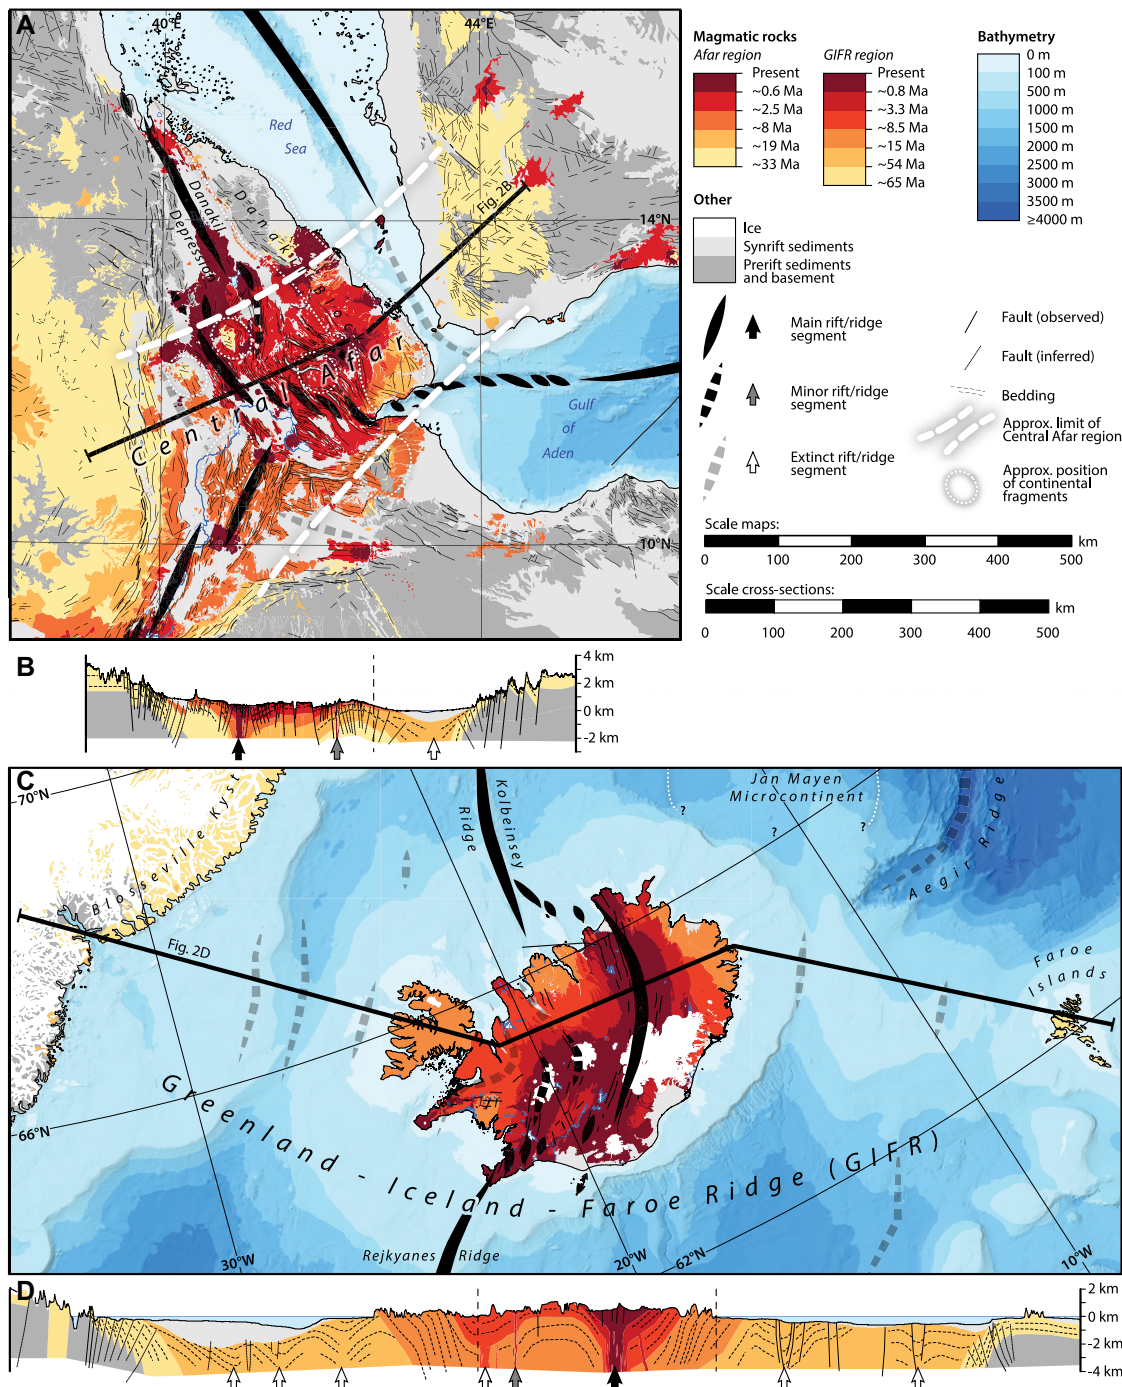 A
40°E
44°E
Red
Sea
Danakil
Depression
Danakil Block
Fig. 2B
14°N
Central Afar
Gulf
of
Aden
10°N
Magmatic rocks
Afar region
GIFR region
Present
~0.6 Ma
~2.5 Ma
~8 Ma
~19 Ma
~33 Ma
Present
~0.8 Ma
~3.3 Ma
~8.5 Ma
~15 Ma
~54 Ma
~65 Ma
Bathymetry
0 m
100 m
500 m
1000 m
1500 m
2000 m
2500 m
3000 m
3500 m
≥4000 m
Other
Ice
Synrift sediments
Prerift sediments
and basement
Main rift/ridge
segment
Minor rift/ridge
segment
Extinct rift/ridge
segment
Fault (observed)
Fault (inferred)
Bedding
Approx. limit of
Central Afar region
Approx. position
of continental
fragments
Scale maps:
km
0 100 200 300 400 500
Scale cross-sections:
km
0 100 200 300 400 500
B
4 km
2 km
0 km
-2 km
C
70°N
Blosseville Kyst
Kolbeinsey
Ridge
Jan Mayen
Microcontinent
? ? ?
Aegir Ridge
Fig. 2D
Faroe
Islands
66°N
Greenland - Iceland - Faroe Ridge (GIFR)
30°W
Rejkyanes Ridge
20°W
62°N
10°W
D
2 km
0 km
-2 km
-4 km